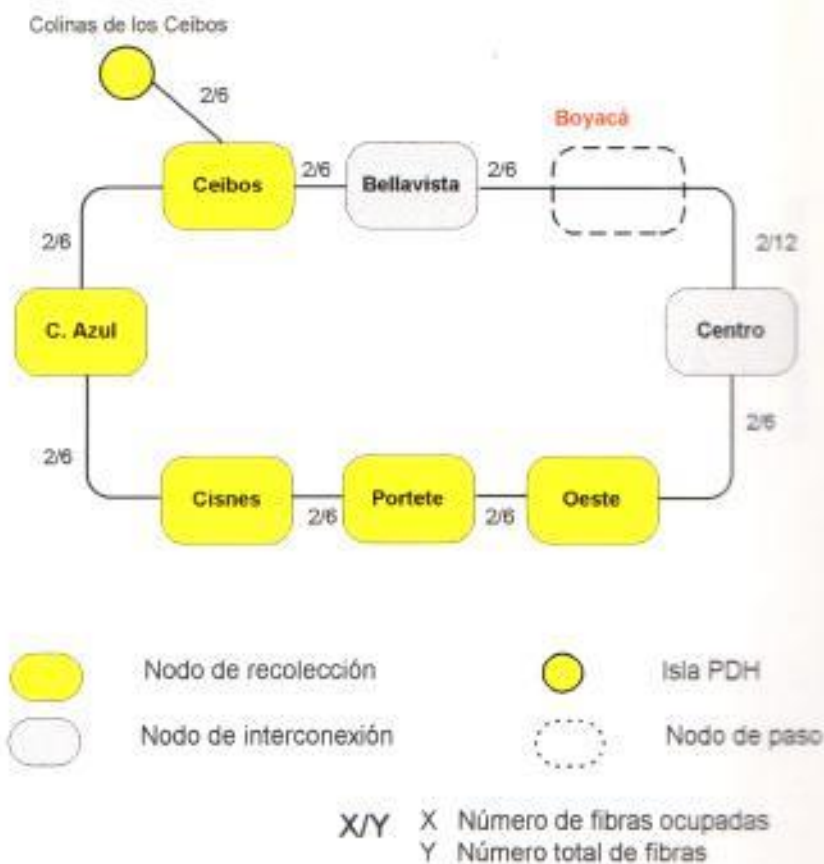 Colinas de los Ceibos
2/6
Boyacá
Ceibos
2/6
Bellavista
2/6
2/6
2/12
C. Azul
Centro
2/6
2/6
Cisnes
2/6
Portete
2/6
Oeste
Nodo de recolección
Isla PDH
Nodo de interconexión
Nodo de paso
X/Y X Número de fibras ocupadas
Y Número total de fibras